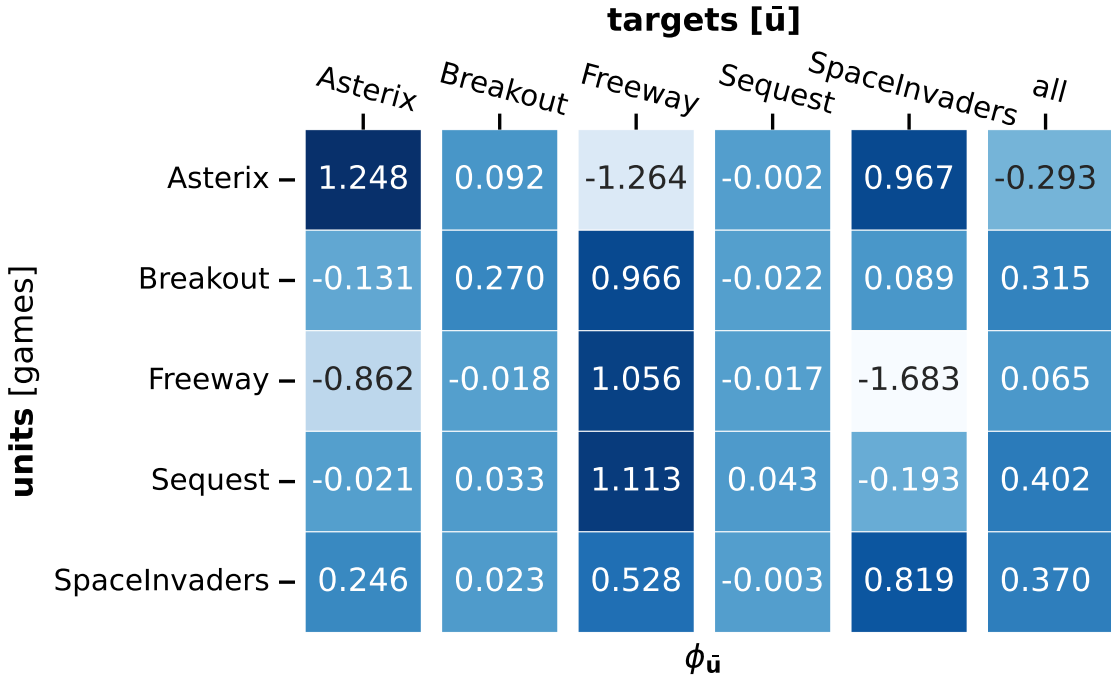 targets [ū]
Asterix Breakout Freeway Sequest SpaceInvaders all
units [games]
Asterix 1.248 0.092 -1.264 -0.002 0.967 -0.293
Breakout -0.131 0.270 0.966 -0.022 0.089 0.315
Freeway -0.862 -0.018 1.056 -0.017 -1.683 0.065
Sequest -0.021 0.033 1.113 0.043 -0.193 0.402
SpaceInvaders 0.246 0.023 0.528 -0.003 0.819 0.370
ϕū